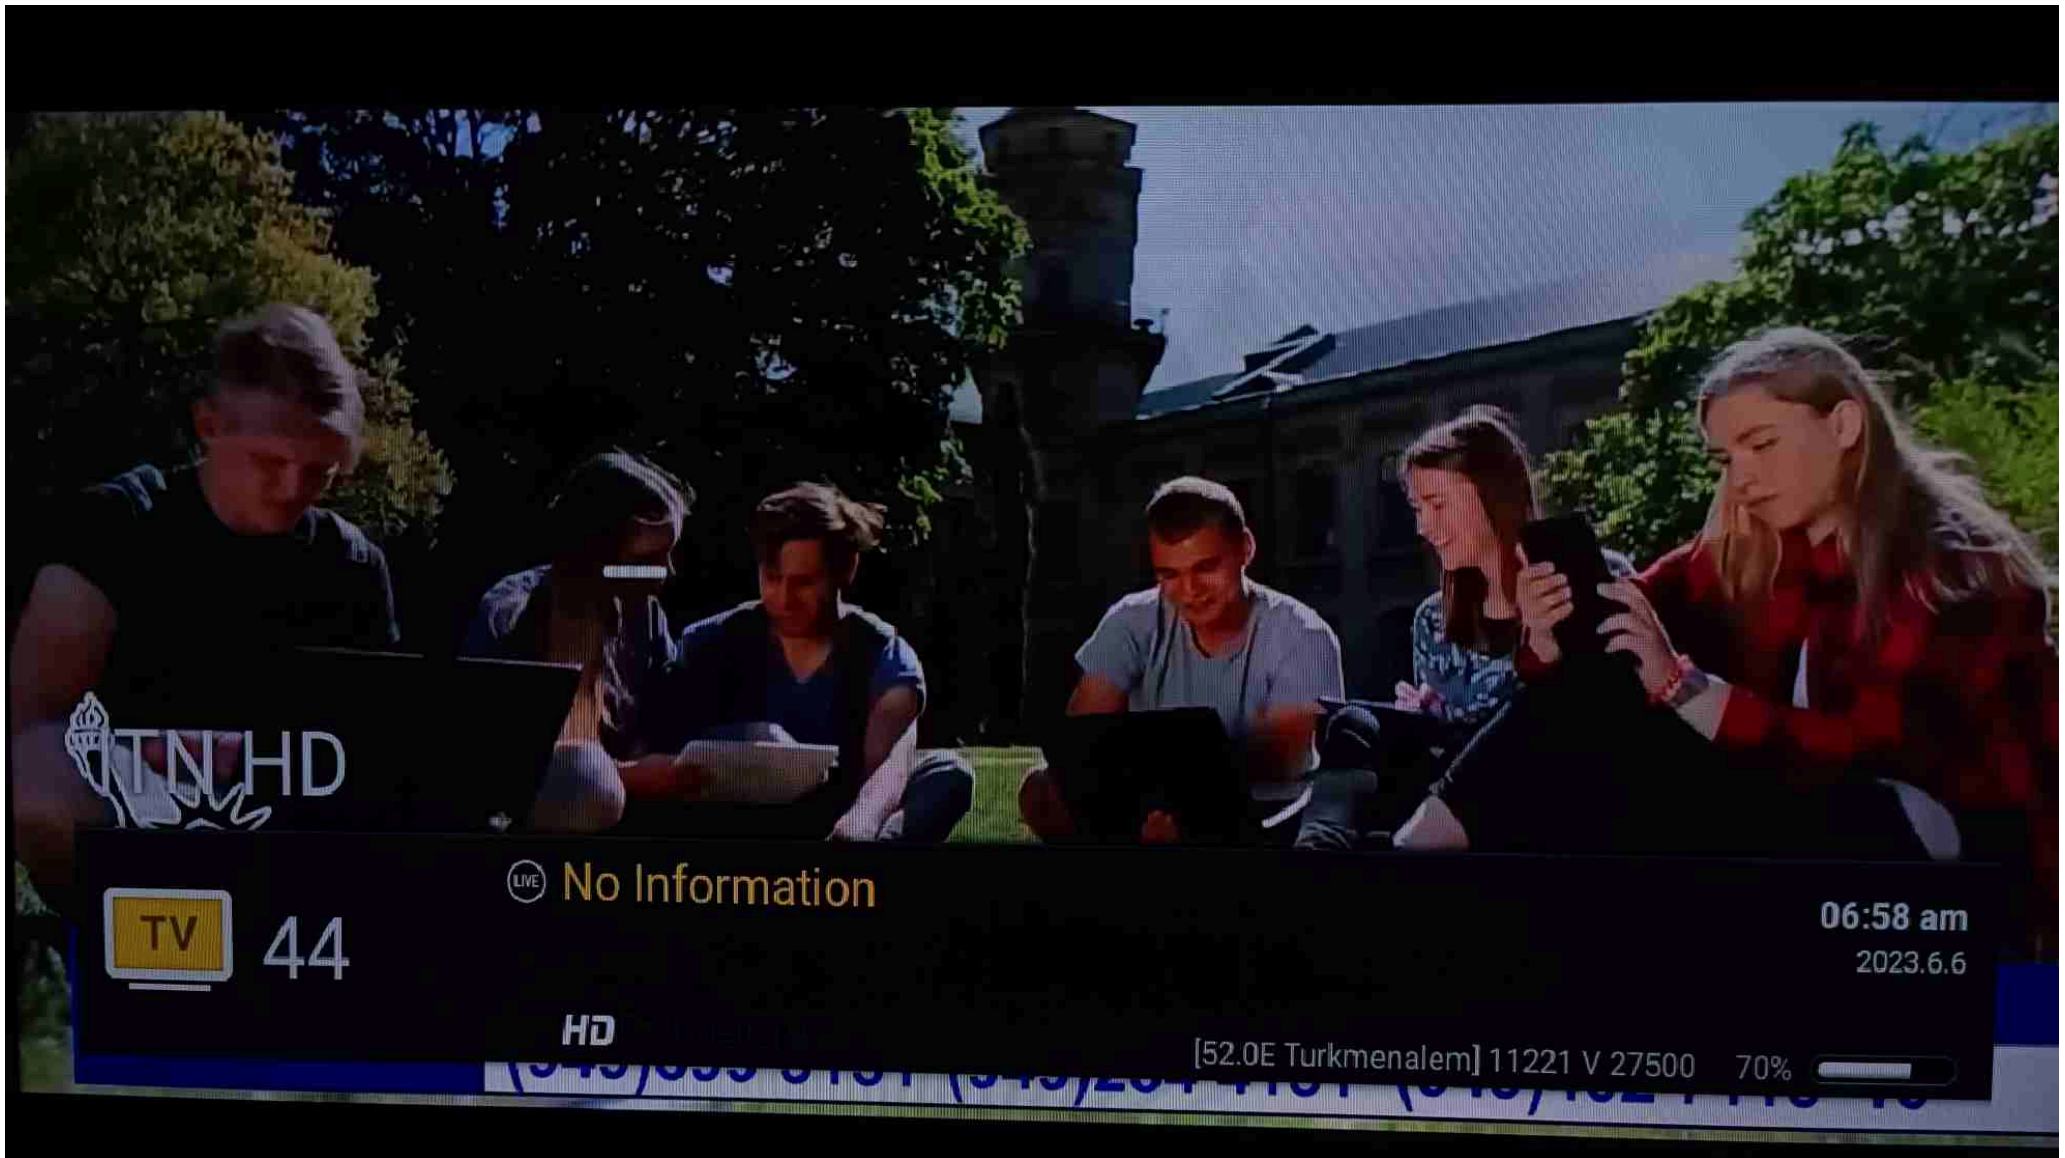 ITN HD
LIVE No Information
TV 44
06:58 am
2023.6.6
HD
[52.0E Turkmenalem] 11221 V 27500 70%